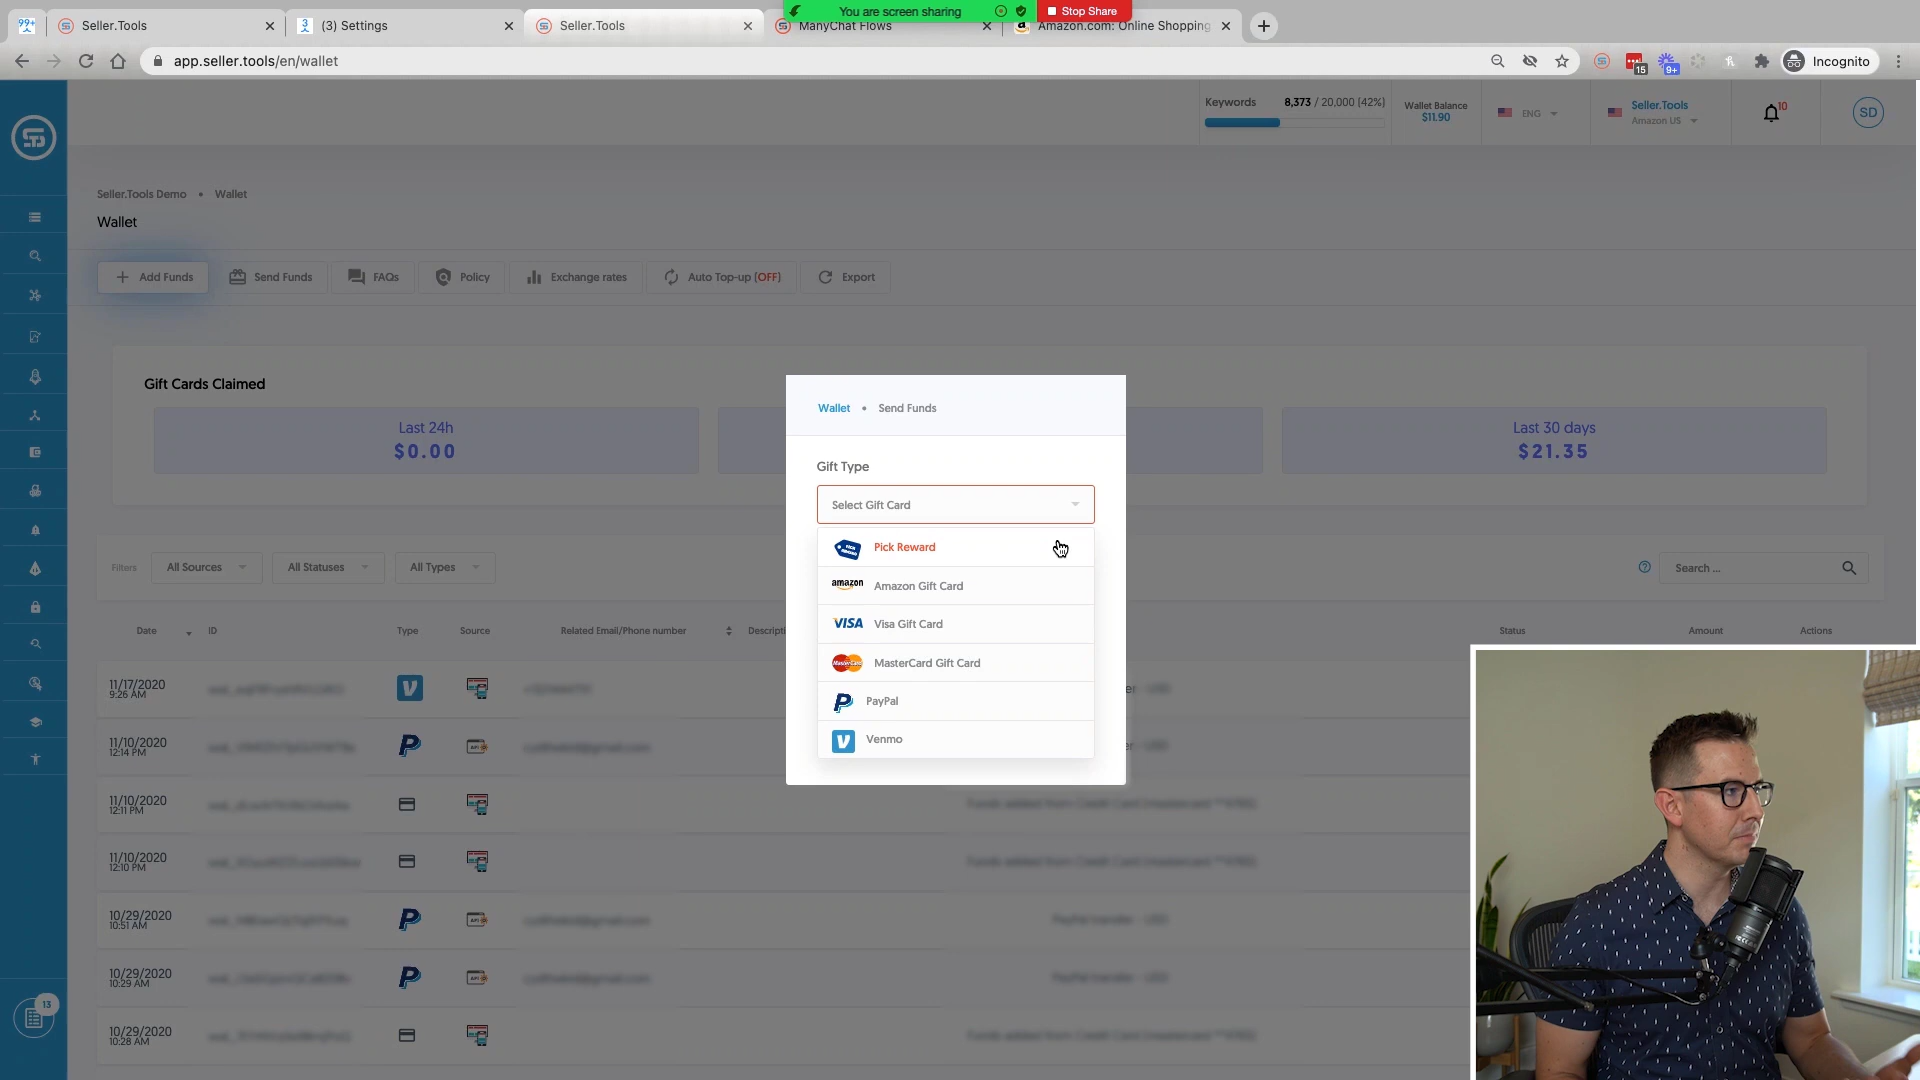 You are screen sharing
Stop Share
99+
Seller.Tools
3
(3) Settings
Seller.Tools
ManyChat Flows
Amazon.com: Online Shopping
app.seller.tools/en/wallet
15
9+
Incognito
Keywords 8,373 / 20,000 (42%)
Wallet Balance
$11.90
ENG
Seller.Tools
Amazon US
10
SD
Seller.Tools Demo • Wallet
Wallet
Add Funds
Send Funds
FAQs
Policy
Exchange rates
Auto Top-up (OFF)
Export
Gift Cards Claimed
Last 24h
$0.00
Last 30 days
$21.35
Wallet • Send Funds
Gift Type
Select Gift Card
Pick Reward
amazon Amazon Gift Card
VISA Visa Gift Card
MasterCard MasterCard Gift Card
PayPal
Venmo
Filters
All Sources
All Statuses
All Types
Search ...
Date
ID
Type
Source
Related Email/Phone number
Status
Amount
Actions
11/17/2020
9:26 AM
11/10/2020
12:14 PM
11/10/2020
12:11 PM
11/10/2020
12:10 PM
10/29/2020
10:51 AM
10/29/2020
10:29 AM
10/29/2020
10:28 AM
13